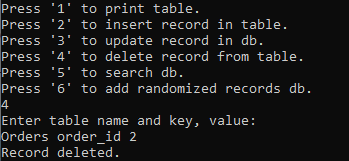 Press '1' to print table.
Press '2' to insert record in table.
Press '3' to update record in db.
Press '4' to delete record from table.
Press '5' to search db.
Press '6' to add randomized records db.
4
Enter table name and key, value:
Orders order_id 2
Record deleted.